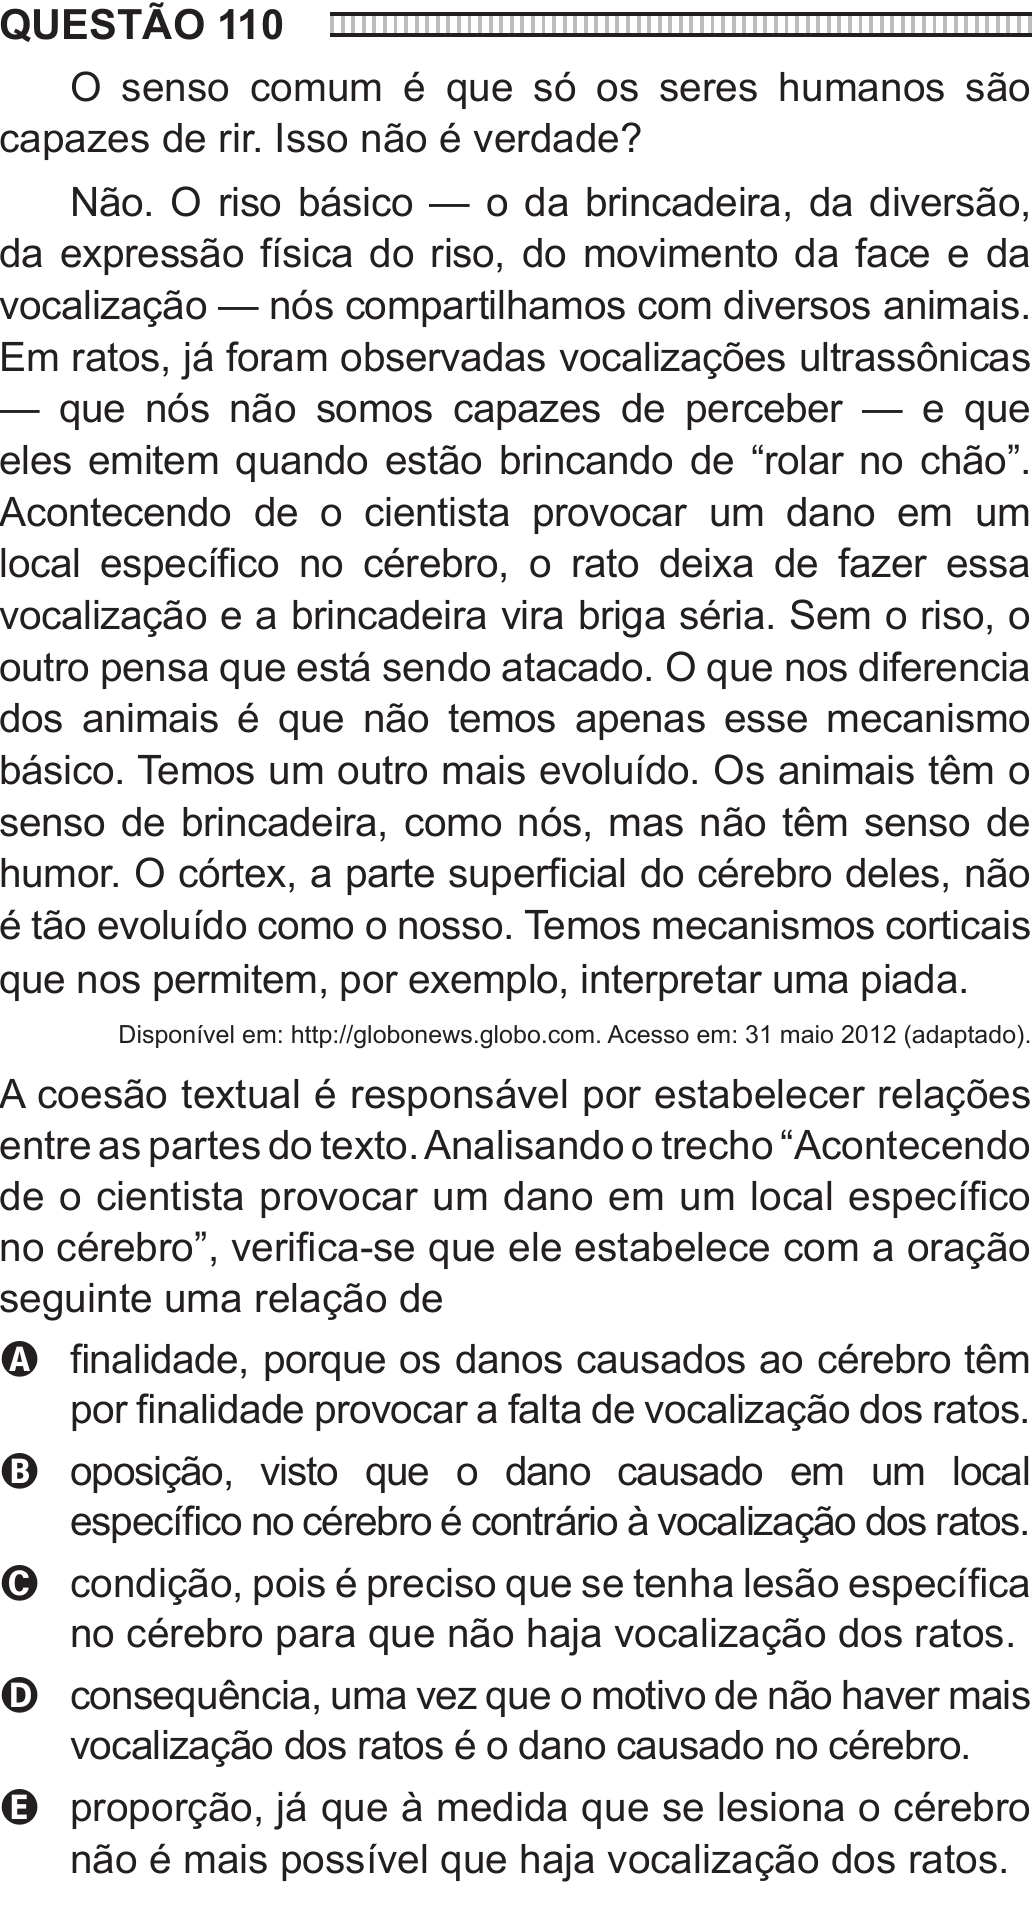 QUESTÃO 110
O senso comum é que só os seres humanos são
capazes de rir. Isso não é verdade?
Não. O riso básico — o da brincadeira, da diversão,
da expressão física do riso, do movimento da face e da
vocalização — nós compartilhamos com diversos animais.
Em ratos, já foram observadas vocalizações ultrassônicas
— que nós não somos capazes de perceber — e que
eles emitem quando estão brincando de “rolar no chão”.
Acontecendo de o cientista provocar um dano em um
local específico no cérebro, o rato deixa de fazer essa
vocalização e a brincadeira vira briga séria. Sem o riso, o
outro pensa que está sendo atacado. O que nos diferencia
dos animais é que não temos apenas esse mecanismo
básico. Temos um outro mais evoluído. Os animais têm o
senso de brincadeira, como nós, mas não têm senso de
humor. O córtex, a parte superficial do cérebro deles, não
é tão evoluído como o nosso. Temos mecanismos corticais
que nos permitem, por exemplo, interpretar uma piada.
Disponível em: http://globonews.globo.com. Acesso em: 31 maio 2012 (adaptado).
A coesão textual é responsável por estabelecer relações
entre as partes do texto. Analisando o trecho “Acontecendo
de o cientista provocar um dano em um local específico
no cérebro”, verifica-se que ele estabelece com a oração
seguinte uma relação de
A finalidade, porque os danos causados ao cérebro têm
por finalidade provocar a falta de vocalização dos ratos.
B oposição, visto que o dano causado em um local
específico no cérebro é contrário à vocalização dos ratos.
C condição, pois é preciso que se tenha lesão específica
no cérebro para que não haja vocalização dos ratos.
D consequência, uma vez que o motivo de não haver mais
vocalização dos ratos é o dano causado no cérebro.
E proporção, já que à medida que se lesiona o cérebro
não é mais possível que haja vocalização dos ratos.